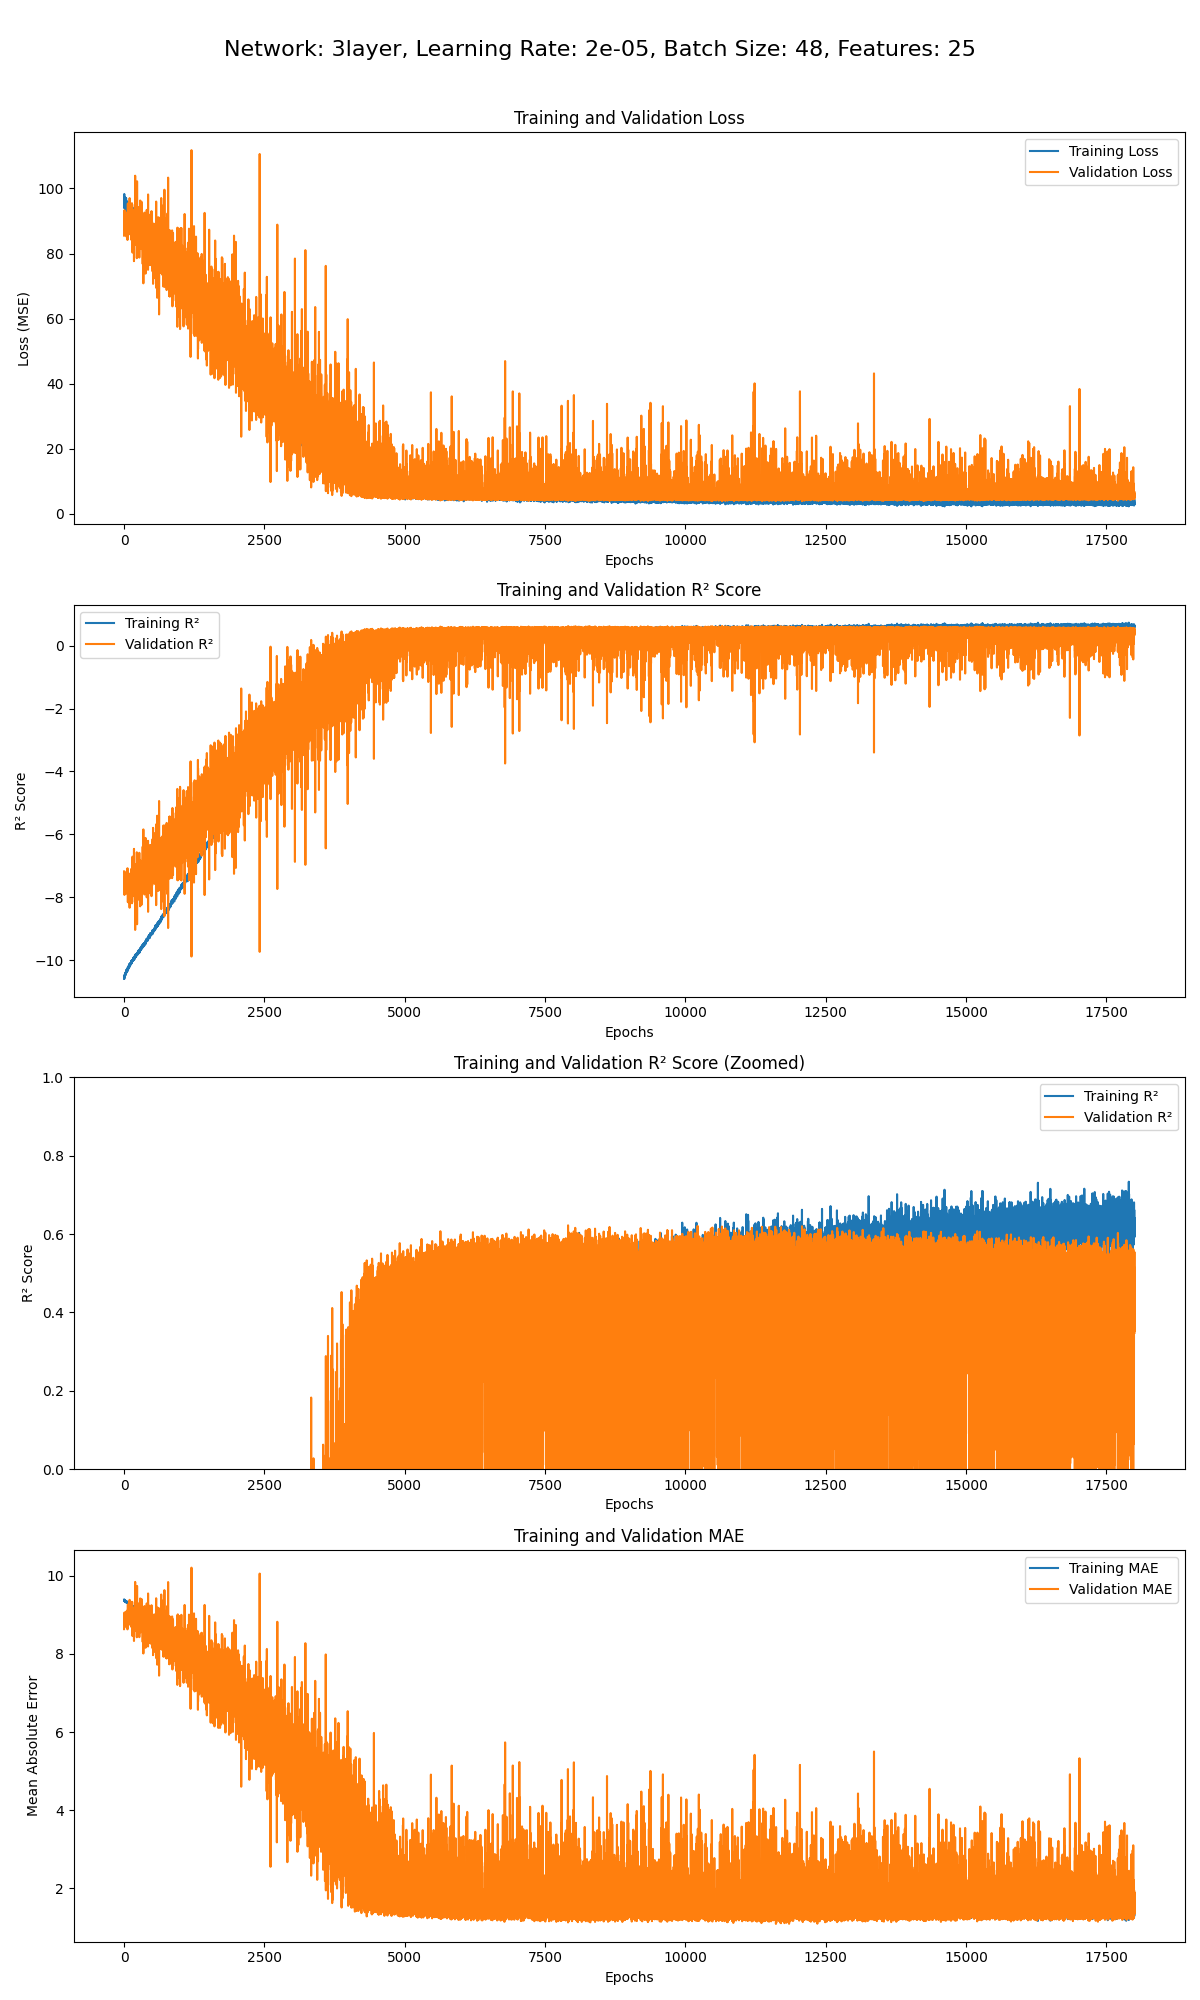 Network: 3layer, Learning Rate: 2e-05, Batch Size: 48, Features: 25
Training and Validation Loss
Training Loss
Validation Loss
100
80
60
40
20
0
Loss (MSE)
0 2500 5000 7500 10000 12500 15000 17500
Epochs
Training and Validation R² Score
Training R²
Validation R²
0
−2
−4
−6
−8
−10
R² Score
0 2500 5000 7500 10000 12500 15000 17500
Epochs
Training and Validation R² Score (Zoomed)
Training R²
Validation R²
1.0
0.8
0.6
0.4
0.2
0.0
R² Score
0 2500 5000 7500 10000 12500 15000 17500
Epochs
Training and Validation MAE
Training MAE
Validation MAE
10
8
6
4
2
Mean Absolute Error
0 2500 5000 7500 10000 12500 15000 17500
Epochs